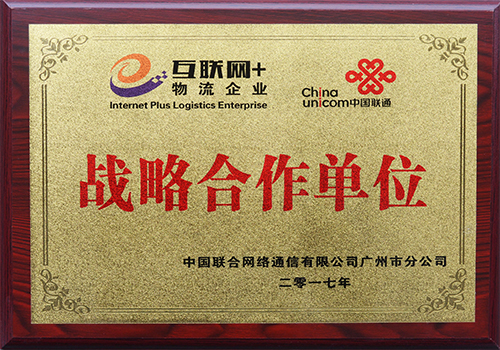 互联网+
物流企业
Internet Plus Logistics Enterprise
China
unicom中国联通
战略合作单位
中国联合网络通信有限公司广州市分公司
二零一七年